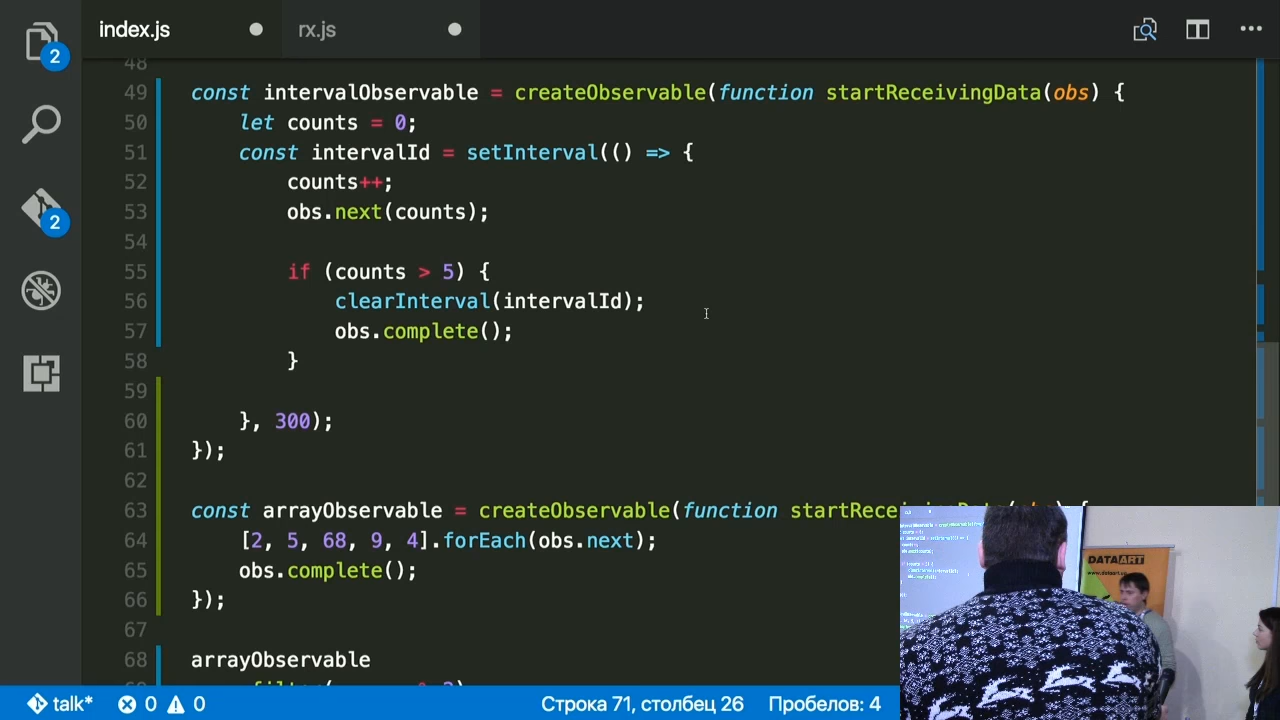 index.js
rx.js
2
2
48
49 const intervalObservable = createObservable(function startReceivingData(obs) {
50 let counts = 0;
51 const intervalId = setInterval(() => {
52 counts++;
53 obs.next(counts);
54
55 if (counts > 5) {
56 clearInterval(intervalId);
57 obs.complete();
58 }
59
60 }, 300);
61 });
62
63 const arrayObservable = createObservable(function
64 [2, 5, 68, 9, 4].forEach(obs.next);
65 obs.complete();
66 });
67
68 arrayObservable
talk* 0 0 Строка 71, столбец 26 Пробелов: 4
DATAART